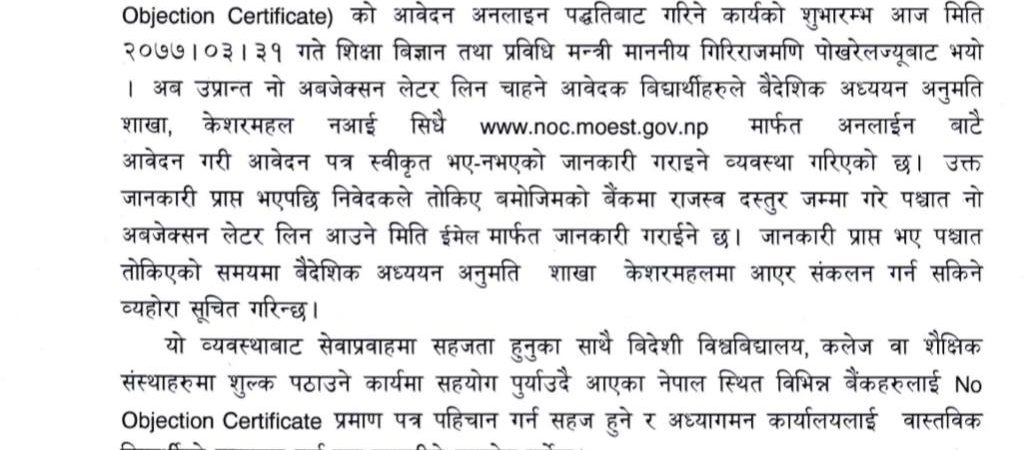 Objection Certificate) को आवेदन अनलाइन पद्धतिबाट गरिने कार्यको शुभारम्भ आज मिति
२०७७।०३।३१ गते शिक्षा बिज्ञान तथा प्रविधि मन्त्री माननीय गिरिराजमणि पोखरेलज्यूबाट भयो
। अब उप्रान्त नो अबजेक्सन लेटर लिन चाहने आवेदक बिद्यार्थीहरुले बैदेशिक अध्ययन अनुमति
शाखा, केशरमहल नआई सिधै www.noc.moest.gov.np मार्फत अनलाईन बाटै
आवेदन गरी आवेदन पत्र स्वीकृत भए-नभएको जानकारी गराइने व्यवस्था गरिएको छ। उक्त
जानकारी प्राप्त भएपछि निवेदकले तोकिए बमोजिमको बैंकमा राजस्व दस्तुर जम्मा गरे पश्चात नो
अबजेक्सन लेटर लिन आउने मिति ईमेल मार्फत जानकारी गराईने छ। जानकारी प्राप्त भए पश्चात
तोकिएको समयमा बैदेशिक अध्ययन अनुमति शाखा केशरमहलमा आएर संकलन गर्न सकिने
व्यहोरा सूचित गरिन्छ।
यो व्यवस्थाबाट सेवाप्रवाहमा सहजता हुनुका साथै बिदेशी विश्वबिद्यालय, कलेज वा शैक्षिक
संस्थाहरुमा शुल्क पठाउने कार्यमा सहयोग पुर्याउदै आएका नेपाल स्थित विभिन्न बैंकहरुलाई No
Objection Certificate प्रमाण पत्र पहिचान गर्न सहज हुने र अध्यागमन कार्यालयलाई वास्तविक